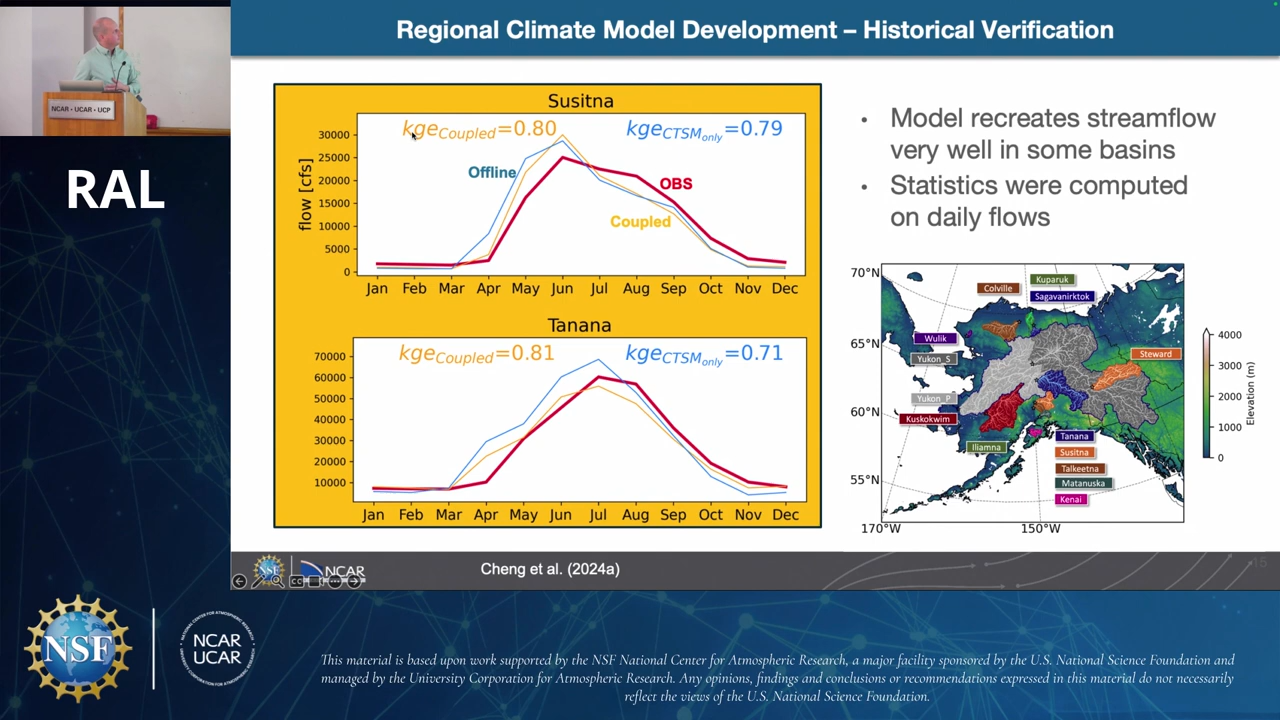 Regional Climate Model Development – Historical Verification
NCAR • UCAR • UCP
RAL
Susitna
kgeCoupled=0.80
kgeCTSMonly=0.79
Offline
OBS
Coupled
flow [cfs]
30000
25000
20000
15000
10000
5000
0
Jan Feb Mar Apr May Jun Jul Aug Sep Oct Nov Dec
Tanana
kgeCoupled=0.81
kgeCTSMonly=0.71
70000
60000
50000
40000
30000
20000
10000
Jan Feb Mar Apr May Jun Jul Aug Sep Oct Nov Dec
• Model recreates streamflow
very well in some basins
• Statistics were computed
on daily flows
70°N
65°N
60°N
55°N
170°W
150°W
Colville
Kuparuk
Sagavanirktok
Wulik
Yukon_S
Steward
Yukon_P
Kuskokwim
Iliamna
Tanana
Susitna
Talkeetna
Matanuska
Kenai
4000
3000
2000
1000
0
Elevation (m)
NSF
NCAR
Cheng et al. (2024a)
15
NSF
NCAR
UCAR
This material is based upon work supported by the NSF National Center for Atmospheric Research, a major facility sponsored by the U.S. National Science Foundation and
managed by the University Corporation for Atmospheric Research. Any opinions, findings and conclusions or recommendations expressed in this material do not necessarily
reflect the views of the U.S. National Science Foundation.